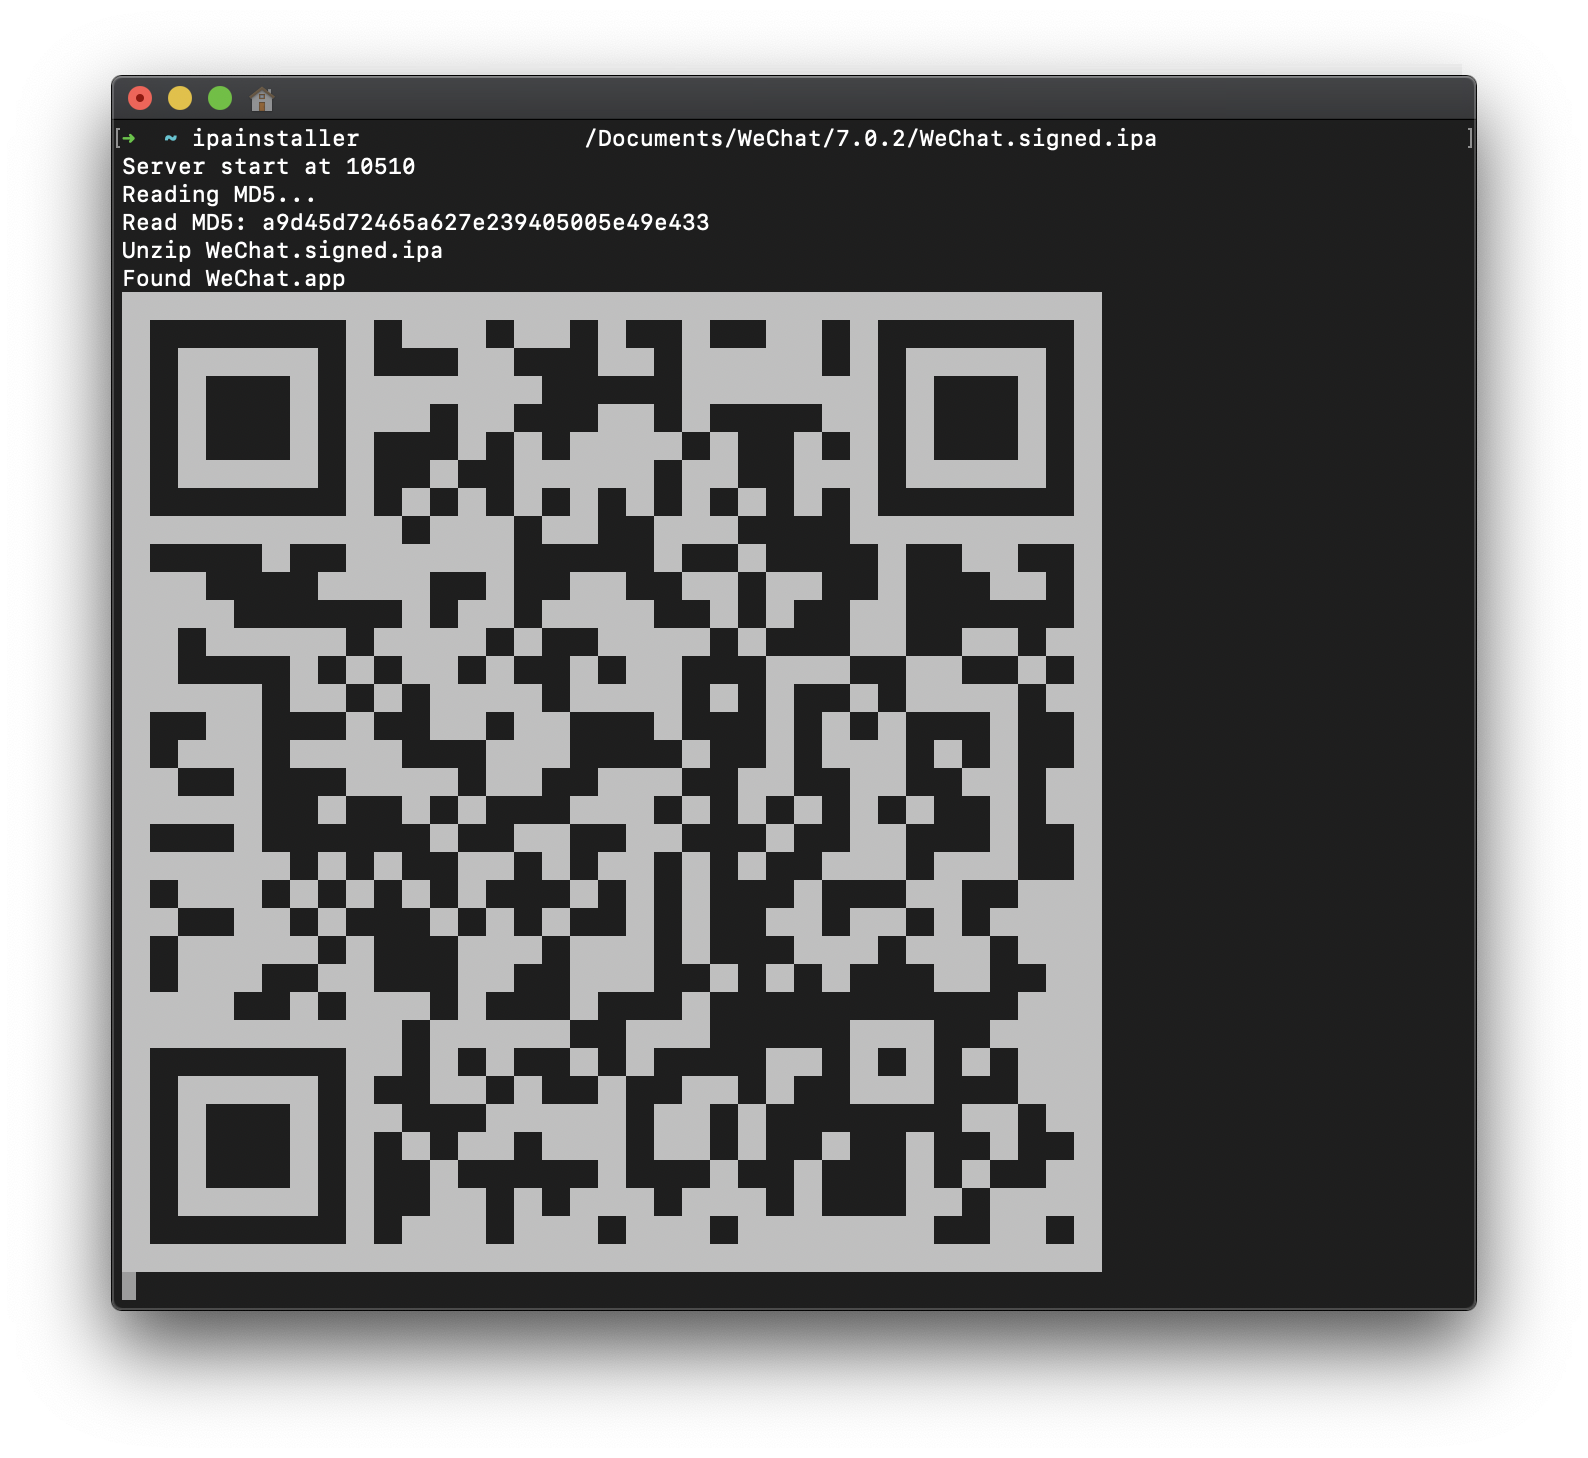 [➜ ~ ipainstaller /Documents/WeChat/7.0.2/WeChat.signed.ipa ]
Server start at 10510
Reading MD5...
Read MD5: a9d45d72465a627e239405005e49e433
Unzip WeChat.signed.ipa
Found WeChat.app